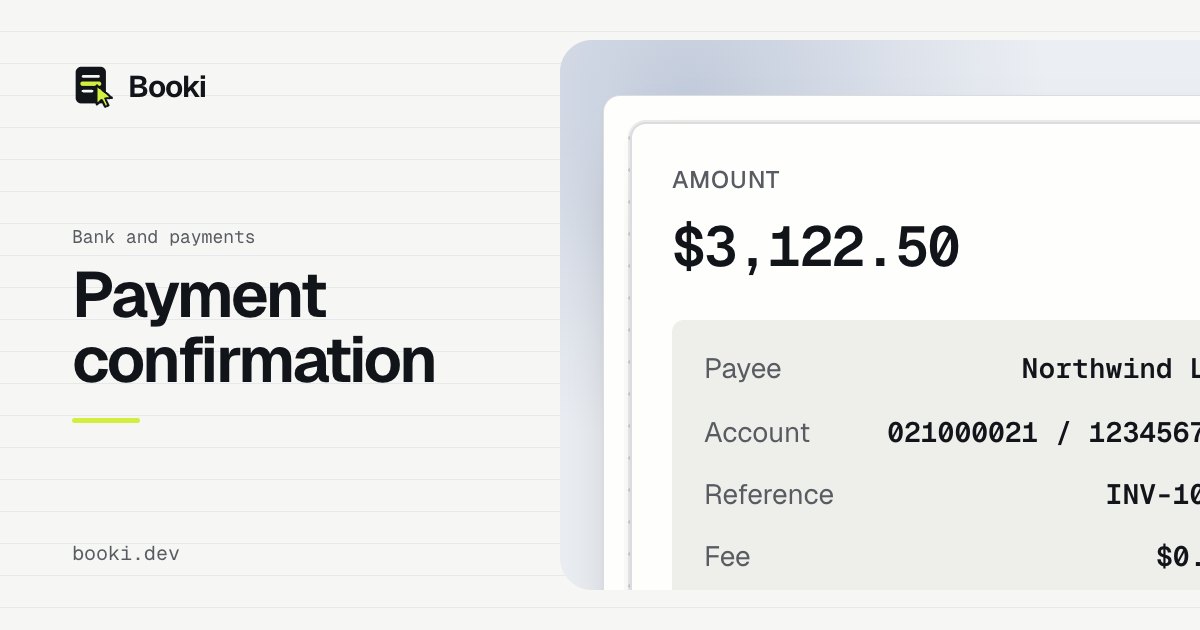 Booki
Bank and payments
Payment
confirmation
booki.dev
AMOUNT
$3,122.50
Payee Northwind
Account 021000021 / 1234567
Reference INV-10
Fee $0.